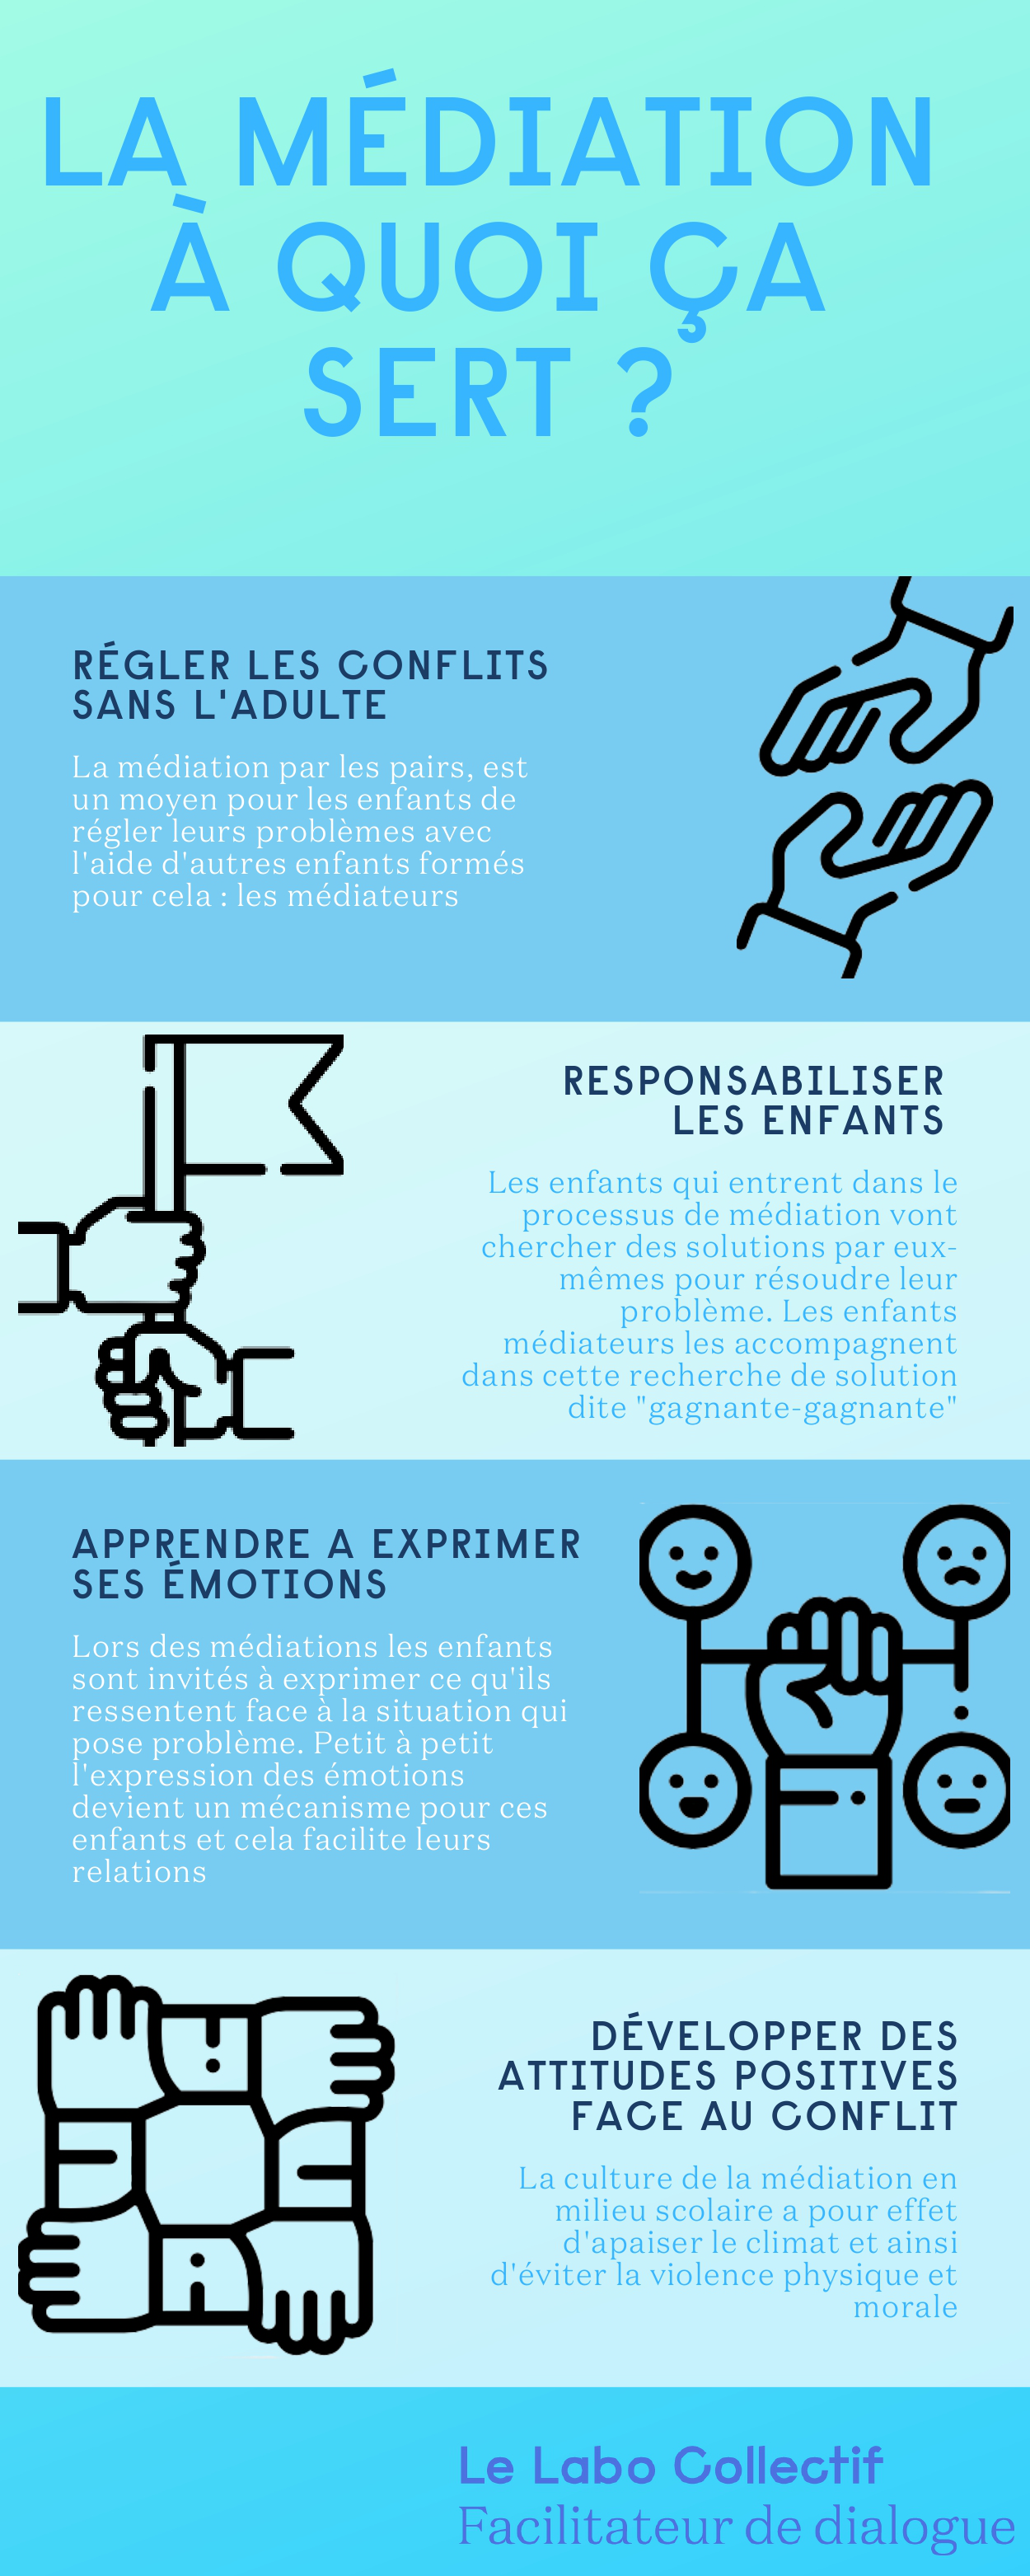 LA MÉDIATION
À QUOI ÇA
SERT ?
RÉGLER LES CONFLITS
SANS L'ADULTE
La médiation par les pairs, est
un moyen pour les enfants de
régler leurs problèmes avec
l'aide d'autres enfants formés
pour cela : les médiateurs
RESPONSABILISER
LES ENFANTS
Les enfants qui entrent dans le
processus de médiation vont
chercher des solutions par eux-
mêmes pour résoudre leur
problème. Les enfants
médiateurs les accompagnent
dans cette recherche de solution
dite "gagnante-gagnante"
APPRENDRE A EXPRIMER
SES ÉMOTIONS
Lors des médiations les enfants
sont invités à exprimer ce qu'ils
ressentent face à la situation qui
pose problème. Petit à petit
l'expression des émotions
devient un mécanisme pour ces
enfants et cela facilite leurs
relations
DÉVELOPPER DES
ATTITUDES POSITIVES
FACE AU CONFLIT
La culture de la médiation en
milieu scolaire a pour effet
d'apaiser le climat et ainsi
d'éviter la violence physique et
morale
Le Labo Collectif
Facilitateur de dialogue